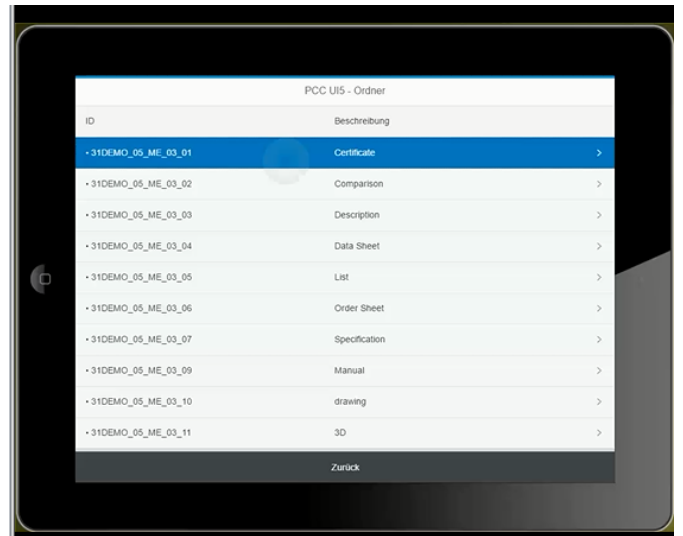 PCC UI5 - Ordner
ID Beschreibung
• 31DEMO_05_ME_03_01 Certificate >
• 31DEMO_05_ME_03_02 Comparison >
• 31DEMO_05_ME_03_03 Description >
• 31DEMO_05_ME_03_04 Data Sheet >
• 31DEMO_05_ME_03_05 List >
• 31DEMO_05_ME_03_06 Order Sheet >
• 31DEMO_05_ME_03_07 Specification >
• 31DEMO_05_ME_03_09 Manual >
• 31DEMO_05_ME_03_10 drawing >
• 31DEMO_05_ME_03_11 3D >
Zurück